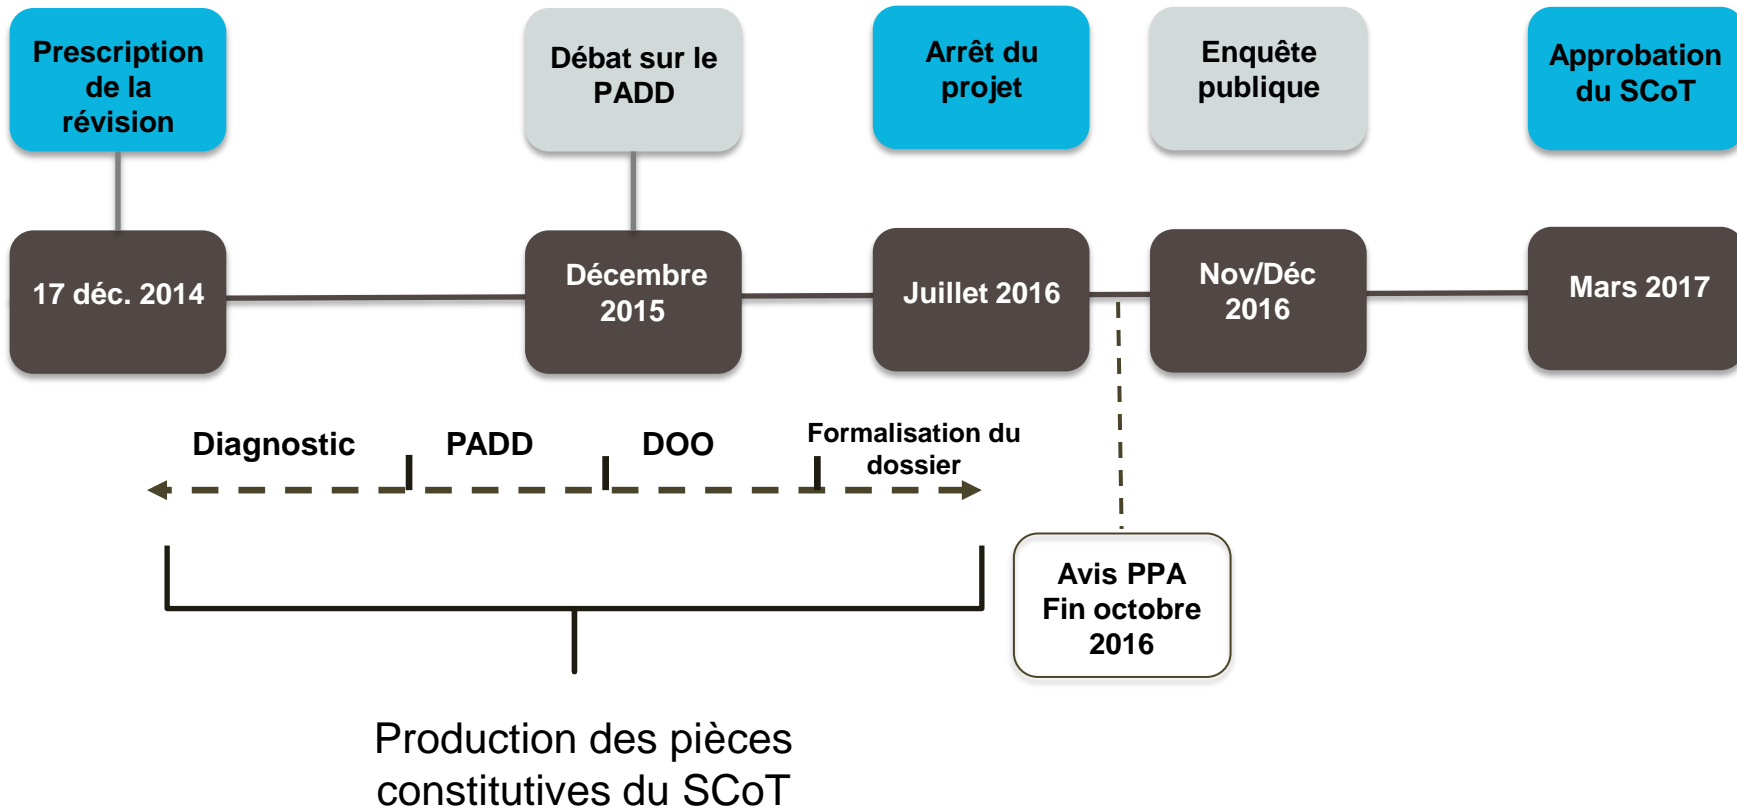 Prescription
de la
révision
Débat sur le
PADD
Arrêt du
projet
Enquête
publique
Approbation
du SCoT
17 déc. 2014
Décembre
2015
Juillet 2016
Nov/Déc
2016
Mars 2017
Diagnostic
PADD
DOO
Formalisation du
dossier
Avis PPA
Fin octobre
2016
Production des pièces
constitutives du SCoT